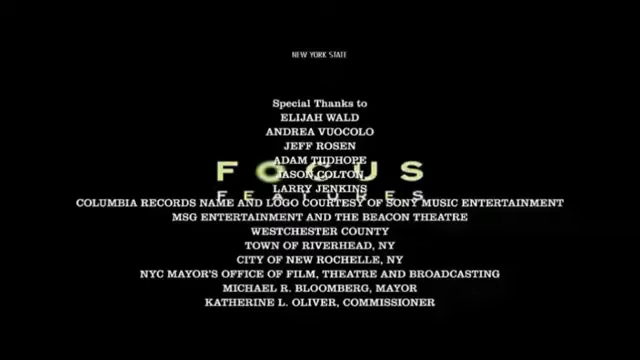 NEW YORK STATE
Special Thanks to
ELIJAH WALD
ANDREA VUOCOLO
JEFF ROSEN
ADAM TUDHOPE
FOCUS
JASON COLTON
LARRY JENKINS
FEATURES
COLUMBIA RECORDS NAME AND LOGO COURTESY OF SONY MUSIC ENTERTAINMENT
MSG ENTERTAINMENT AND THE BEACON THEATRE
WESTCHESTER COUNTY
TOWN OF RIVERHEAD, NY
CITY OF NEW ROCHELLE, NY
NYC MAYOR'S OFFICE OF FILM, THEATRE AND BROADCASTING
MICHAEL R. BLOOMBERG, MAYOR
KATHERINE L. OLIVER, COMMISSIONER